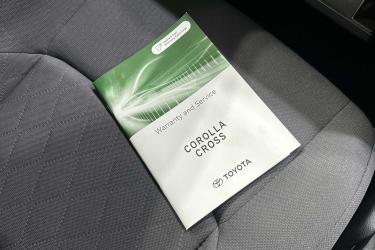 Warranty and Service
COROLLA
CROSS
TOYOTA